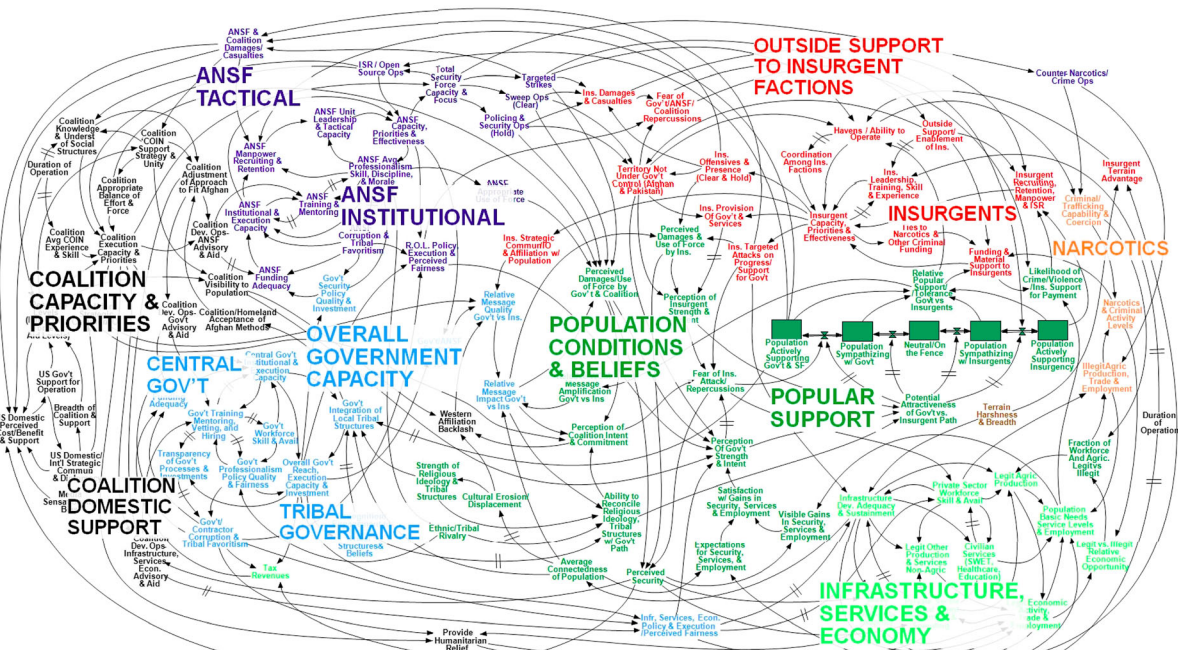 ANSF &
Coalition
Damages/
Casualties
ANSF
TACTICAL
ISR / Open
Source Ops
Total
Security
Force
Capacity
& Focus
Targeted
Strikes
Sweep Ops
(Clear)
Policing &
Security Ops
(Hold)
Ins. Damages
& Casualties
Fear of
Gov't/ANSF/
Coalition
Repercussions
OUTSIDE SUPPORT
TO INSURGENT
FACTIONS
Counter-Narcotics/
Crime Ops
Coalition
Knowledge
& Underst
of Social
Structures
Duration of
Operation
Coalition
COIN
Support
Strategy &
Unity
Coalition
Appropriate
Balance of
Effort &
Force
Coalition
Adjustment
of Approach
to Fit Afghan
Coalition
Avg COIN
Experience
& Skill
Coalition
Execution
Capacity &
Priorities
Coalition
Dev. Ops-
ANSF
Advisory
& Aid
Coalition
Visibility to
Population
ANSF Unit
Leadership
& Tactical
Capacity
ANSF
Capacity,
Priorities &
Effectiveness
ANSF
Manpower
Recruiting &
Retention
ANSF Avg
Professionalism
Skill, Discipline,
& Morale
ANSF
Training &
Mentoring
ANSF
Institutional &
Execution
Capacity
ANSF
INSTITUTIONAL
ANSF
Use of Force
Corruption &
Tribal
Favoritism
R.O.L. Policy,
Execution &
Perceived
Fairness
ANSF
Funding
Adequacy
Territory Not
Under Gov't
Control (Afghan
& Pakistan)
Ins.
Offensives &
Presence
(Clear & Hold)
Ins. Provision
Of Gov't &
Services
Ins. Strategic
Commun/IO
& Affiliation w/
Population
Ins. Targeted
Attacks on
Progress/
Support for
Govt
Havens / Ability to
Operate
Outside
Support/
Enablement
of Ins.
Coordination
Among Ins.
Factions
Ins.
Leadership,
Training, Skill
& Experience
Insurgent
Recruiting,
Retention,
Manpower
& ISR
Insurgent
Terrain
Advantage
Insurgent
Capacity,
Priorities &
Effectiveness
INSURGENTS
Ties to
Narcotics &
Other Criminal
Funding
Funding &
Material
Support to
Insurgents
Criminal/
Trafficking
Capability &
Coercion
NARCOTICS
COALITION
CAPACITY &
PRIORITIES
Coalition
Dev. Ops-
Gov't
Advisory
& Aid
Coalition/Homeland
Acceptance of
Afghan Methods
Gov't
Security
Policy
Quality &
Investment
OVERALL
GOVERNMENT
CAPACITY
Relative
Message
Quality
Gov't vs Ins.
Relative
Message
Impact Gov't
vs Ins
Perceived
Damages &
Use of Force
by Ins.
Perceived
Damages/Use
of Force by
Gov't & Coalition
Perception of
Insurgent
Strength &
POPULATION
CONDITIONS
& BELIEFS
Message
Amplification
Gov't vs Ins
Fear of Ins.
Attack/
Repercussions
Perception of
Coalition Intent
& Commitment
Perception
Of Gov't
Strength
& Intent
Relative
Popular
Support/
Tolerance
Gov't vs
Insurgents
Likelihood of
Crime/Violence
/Ins. Support
for Payment
Population
Actively
Supporting
Gov't & SF
Population
Sympathizing
w/ Gov't
Neutral/On
the Fence
Population
Sympathizing
w/ Insurgents
Population
Actively
Supporting
Insurgency
POPULAR
SUPPORT
Potential
Attractiveness
of Gov't vs.
Insurgent Path
Terrain
Harshness
& Breadth
Narcotics
& Criminal
Activity
Levels
Illegit Agric
Production,
Trade &
Employment
Duration
of
Operation
CENTRAL
GOV'T
Central Gov't
Institutional &
Execution
Capacity
Adequacy
Gov't Training
Mentoring,
Vetting, and
Hiring
Gov't
Workforce
Skill & Avail
Transparency
of Gov't
Processes &
Investments
Gov't
Professionalism
Policy Quality
& Fairness
Overall Gov't
Reach,
Execution
Capacity &
Investment
Gov't
Integration of
Local Tribal
Structures
Gov't/
Contractor
Corruption &
Tribal Favoritism
TRIBAL
GOVERNANCE
Structures &
Beliefs
Tax
Revenues
US Gov't
Support for
Operation
Breadth of
Coalition &
Support
US Domestic
Perceived
Cost/Benefit
& Support
US Domestic/
Int'l Strategic
Commun
COALITION
DOMESTIC
SUPPORT
Coalition
Dev. Ops-
Infrastructure,
Services
Econ.
Advisory
& Aid
Western
Affiliation
Backlash
Strength of
Religious
Ideology &
Tribal
Structures
Cultural Erosion/
Displacement
Ethnic/Tribal
Rivalry
Ability to
Reconcile
Religious
Ideology,
Tribal
Structures
w/ Gov't
Path
Average
Connectedness
of Population
Perceived
Security
Satisfaction
w/ Gains in
Security, Services
& Employment
Expectations
for Security,
Services, &
Employment
Visible Gains
In Security,
Services &
Employment
Infr. Services, Econ.
Policy & Execution
/Perceived Fairness
Provide
Humanitarian
Relief
Infrastructure
Dev. Adequacy
& Sustainment
Private Sector
Workforce
Skill & Avail
Legit Agric
Production
Fraction of
Workforce
And Agric.
Legit vs
Illegit
Population
Basic Needs
Service Levels
& Employment
Legit vs. Illegit
Relative
Economic
Opportunity
Legit Other
Production
& Services
Non Agric
Civilian
Services
(SWET,
Healthcare,
Education)
INFRASTRUCTURE,
SERVICES &
ECONOMY
Economic